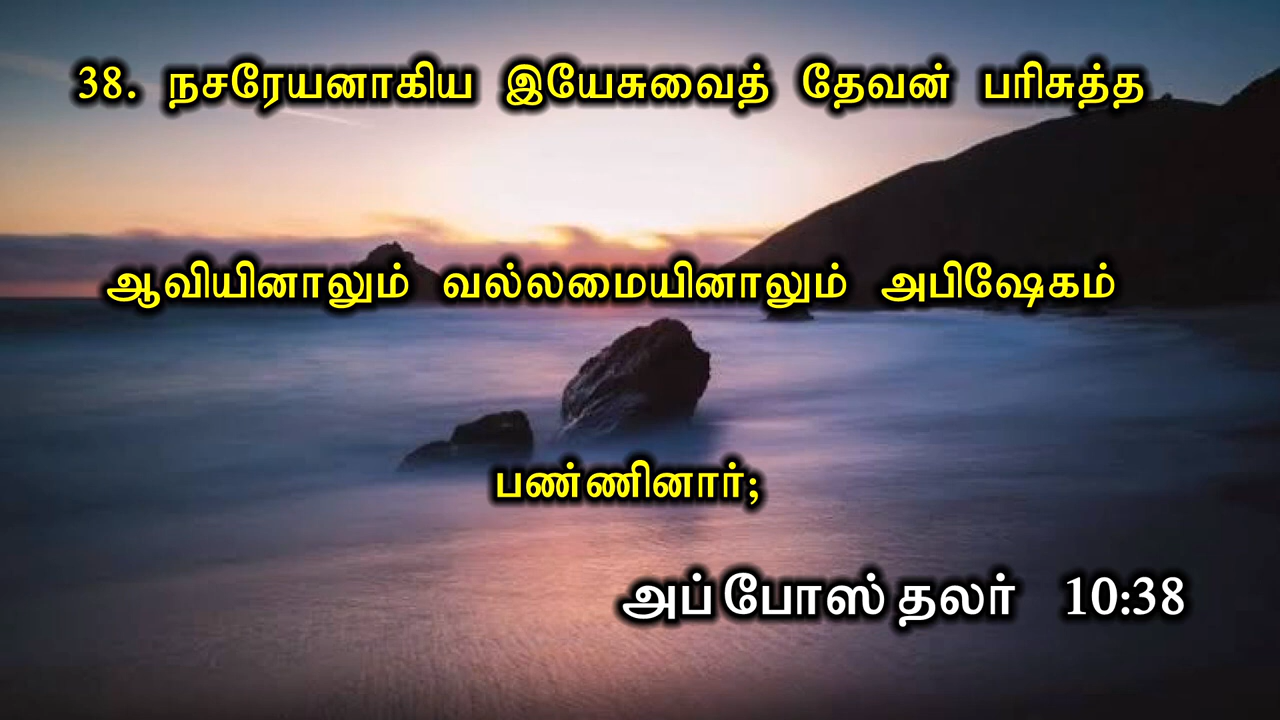 38. நசரேயனாகிய இயேசுவைத் தேவன் பரிசுத்த
ஆவியினாலும் வல்லமையினாலும் அபிஷேகம்
பண்ணினார்;
அப்போஸ்தலர் 10:38